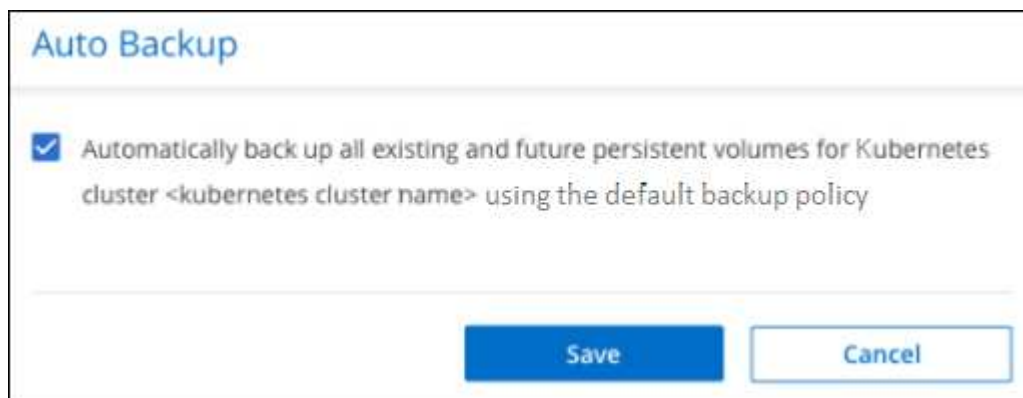 Auto Backup
Automatically back up all existing and future persistent volumes for Kubernetes
cluster <kubernetes cluster name> using the default backup policy
Save
Cancel